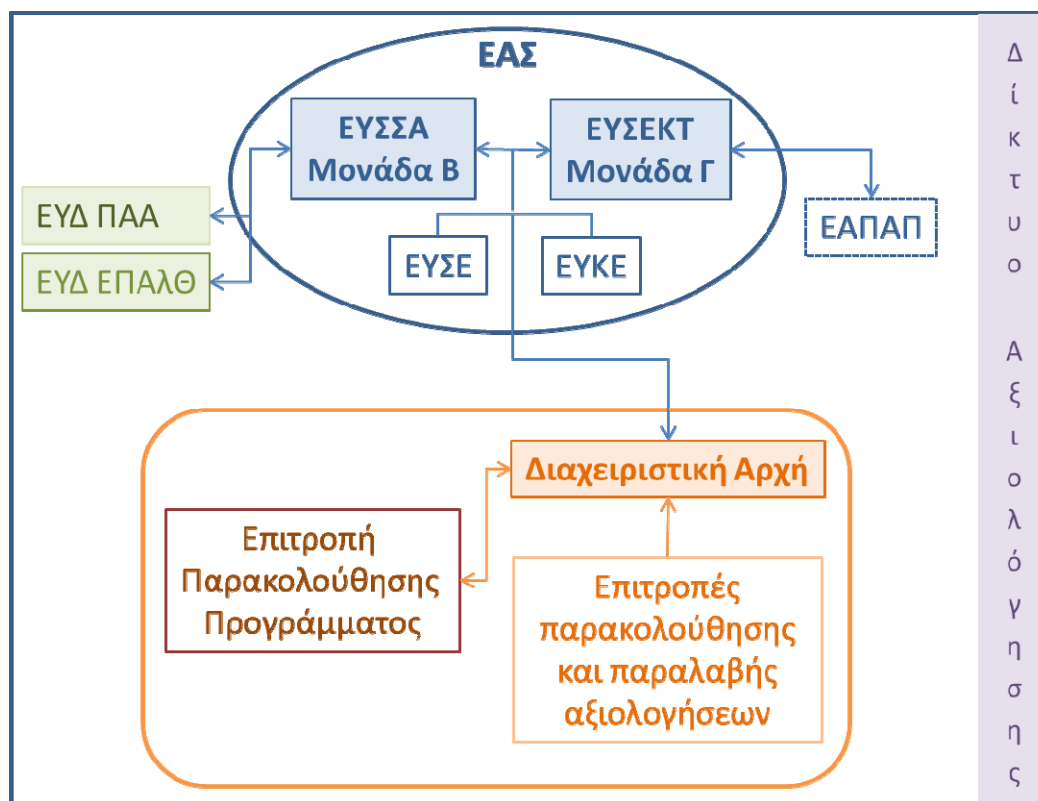 ΕΑΣ
ΕΥΣΣΑ
Μονάδα Β
ΕΥΣΕΚΤ
Μονάδα Γ
ΕΥΔ ΠΑΑ
ΕΥΔ ΕΠΑλΘ
ΕΥΣΕ
ΕΥΚΕ
ΕΑΠΑΠ
Διαχειριστική Αρχή
Επιτροπή
Παρακολούθησης
Προγράμματος
Επιτροπές
παρακολούθησης
και παραλαβής
αξιολογήσεων
Δίκτυο Αξιολόγησης